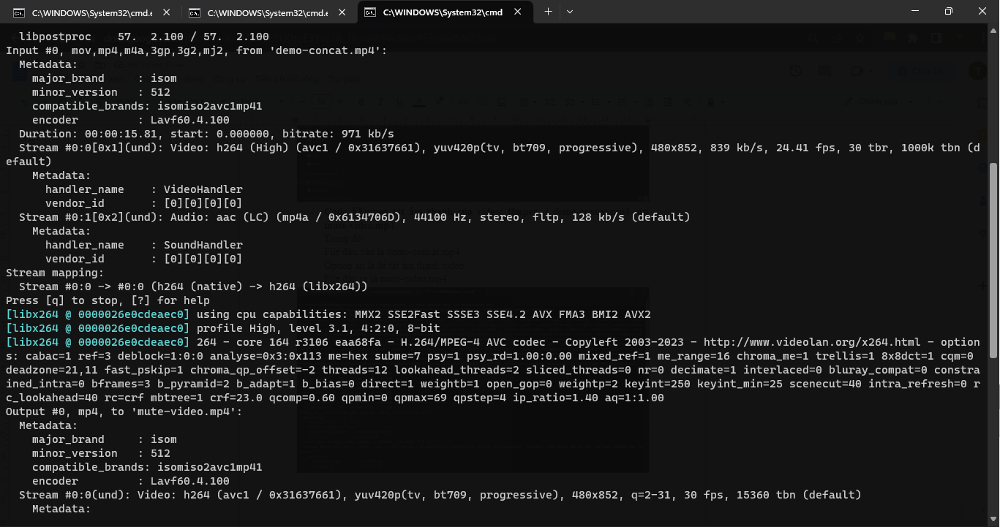 C:\WINDOWS\System32\cmd.e
C:\WINDOWS\System32\cmd.e
C:\WINDOWS\System32\cmd
libpostproc    57.  2.100 / 57.  2.100
Input #0, mov,mp4,m4a,3gp,3g2,mj2, from 'demo-concat.mp4':
  Metadata:
    major_brand     : isom
    minor_version   : 512
    compatible_brands: isomiso2avc1mp41
    encoder         : Lavf60.4.100
  Duration: 00:00:15.81, start: 0.000000, bitrate: 971 kb/s
  Stream #0:0[0x1](und): Video: h264 (High) (avc1 / 0x31637661), yuv420p(tv, bt709, progressive), 480x852, 839 kb/s, 24.41 fps, 30 tbr, 1000k tbn (d
efault)
    Metadata:
      handler_name    : VideoHandler
      vendor_id       : [0][0][0][0]
  Stream #0:1[0x2](und): Audio: aac (LC) (mp4a / 0x6134706D), 44100 Hz, stereo, fltp, 128 kb/s (default)
    Metadata:
      handler_name    : SoundHandler
      vendor_id       : [0][0][0][0]
Stream mapping:
  Stream #0:0 -> #0:0 (h264 (native) -> h264 (libx264))
Press [q] to stop, [?] for help
[libx264 @ 0000026e0cdeaec0] using cpu capabilities: MMX2 SSE2Fast SSSE3 SSE4.2 AVX FMA3 BMI2 AVX2
[libx264 @ 0000026e0cdeaec0] profile High, level 3.1, 4:2:0, 8-bit
[libx264 @ 0000026e0cdeaec0] 264 - core 164 r3106 eaa68fa - H.264/MPEG-4 AVC codec - Copyleft 2003-2023 - http://www.videolan.org/x264.html - option
s: cabac=1 ref=3 deblock=1:0:0 analyse=0x3:0x113 me=hex subme=7 psy=1 psy_rd=1.00:0.00 mixed_ref=1 me_range=16 chroma_me=1 trellis=1 8x8dct=1 cqm=0
deadzone=21,11 fast_pskip=1 chroma_qp_offset=-2 threads=12 lookahead_threads=2 sliced_threads=0 nr=0 decimate=1 interlaced=0 bluray_compat=0 constra
ined_intra=0 bframes=3 b_pyramid=2 b_adapt=1 b_bias=0 direct=1 weightb=1 open_gop=0 weightp=2 keyint=250 keyint_min=25 scenecut=40 intra_refresh=0 r
c_lookahead=40 rc=crf mbtree=1 crf=23.0 qcomp=0.60 qpmin=0 qpmax=69 qpstep=4 ip_ratio=1.40 aq=1:1.00
Output #0, mp4, to 'mute-video.mp4':
  Metadata:
    major_brand     : isom
    minor_version   : 512
    compatible_brands: isomiso2avc1mp41
    encoder         : Lavf60.4.100
  Stream #0:0(und): Video: h264 (avc1 / 0x31637661), yuv420p(tv, bt709, progressive), 480x852, q=2-31, 30 fps, 15360 tbn (default)
    Metadata: